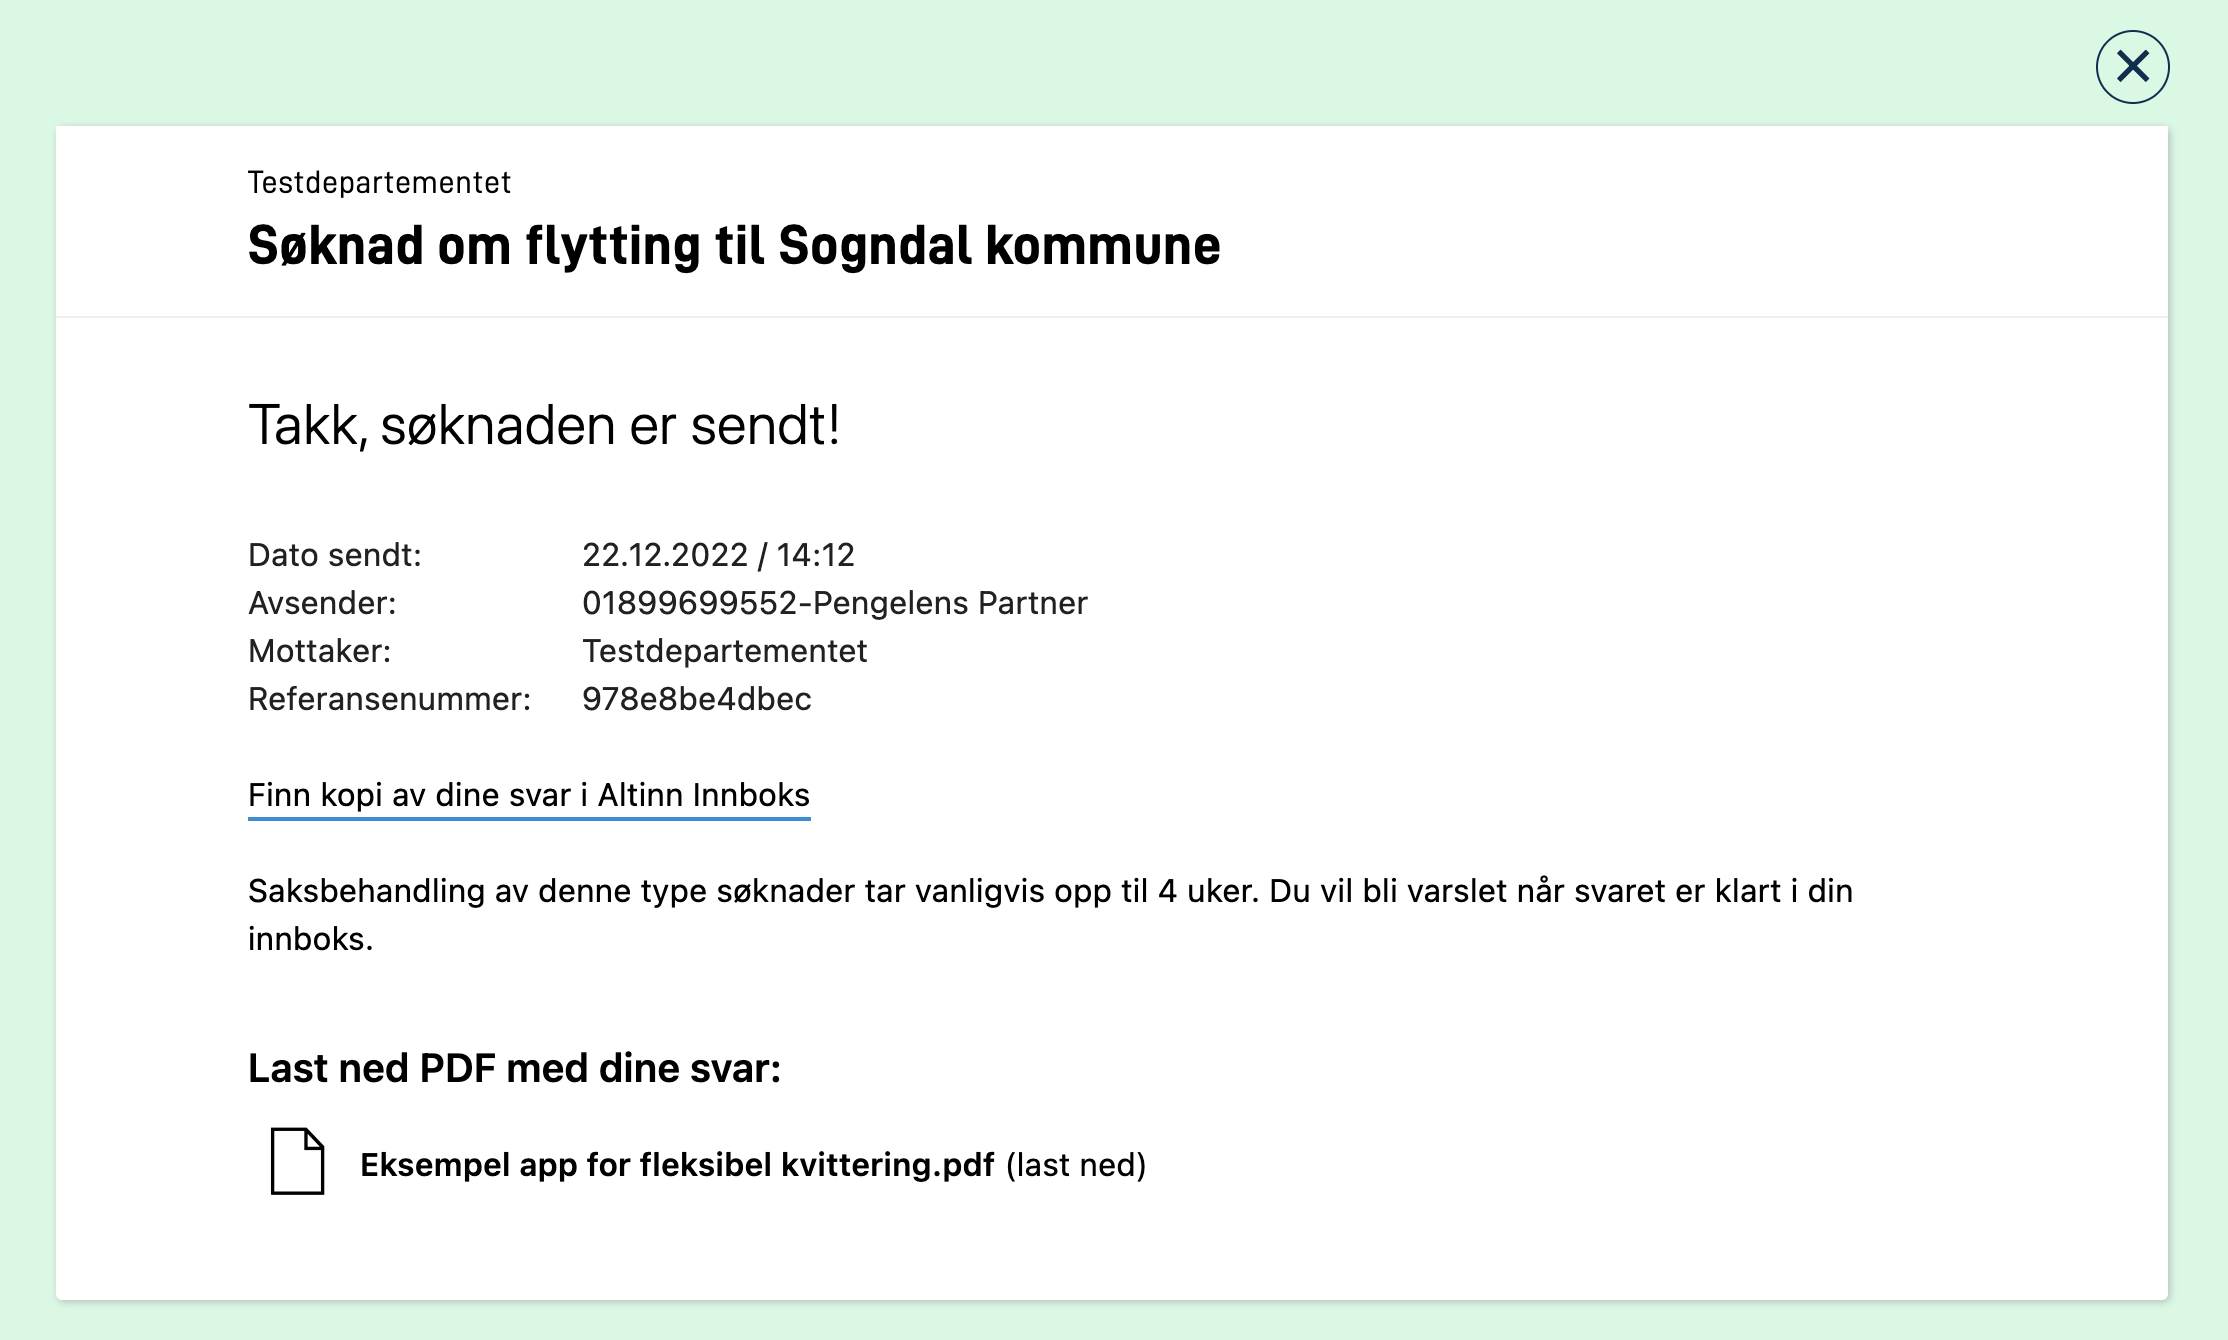 Testdepartementet
Søknad om flytting til Sogndal kommune
Takk, søknaden er sendt!
Dato sendt: 22.12.2022 / 14:12
Avsender: 01899699552-Pengelens Partner
Mottaker: Testdepartementet
Referansenummer: 978e8be4dbec
Finn kopi av dine svar i Altinn Innboks
Saksbehandling av denne type søknader tar vanligvis opp til 4 uker. Du vil bli varslet når svaret er klart i din
innboks.
Last ned PDF med dine svar:
Eksempel app for fleksibel kvittering.pdf (last ned)